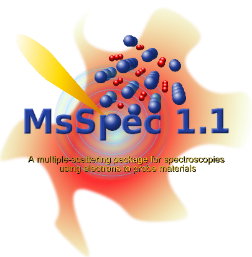 MsSpec 1.1
A multiple-scattering package for spectroscopies
using electrons to probe materials